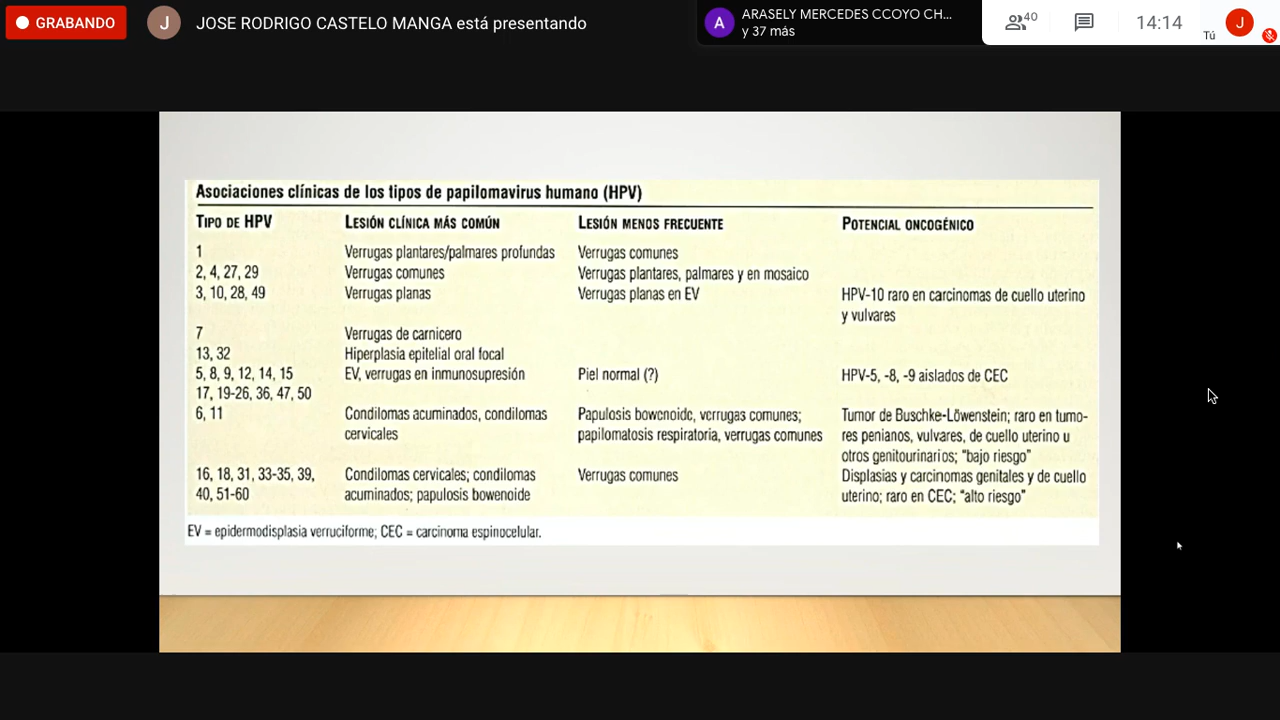 GRABANDO
J
JOSE RODRIGO CASTELO MANGA está presentando
A
ARASELY MERCEDES CCOYO CH...
y 37 más
40
14:14
Tú
J
Asociaciones clínicas de los tipos de papilomavirus humano (HPV)
TIPO DE HPV LESIÓN CLÍNICA MÁS COMÚN LESIÓN MENOS FRECUENTE POTENCIAL ONCOGÉNICO
1 Verrugas plantares/palmares profundas Verrugas comunes
2, 4, 27, 29 Verrugas comunes Verrugas plantares, palmares y en mosaico
3, 10, 28, 49 Verrugas planas Verrugas planas en EV HPV-10 raro en carcinomas de cuello uterino
y vulvares
7 Verrugas de carnicero
13, 32 Hiperplasia epitelial oral focal
5, 8, 9, 12, 14, 15 EV, verrugas en inmunosupresión Piel normal (?) HPV-5, -8, -9 aislados de CEC
17, 19-26, 36, 47, 50
6, 11 Condilomas acuminados, condilomas Papulosis bowenoide, verrugas comunes; Tumor de Buschke-Löwenstein; raro en tumo-
cervicales papilomatosis respiratoria, verrugas comunes res penianos, vulvares, de cuello uterino u
otros genitourinarios; "bajo riesgo"
16, 18, 31, 33-35, 39, Condilomas cervicales; condilomas Verrugas comunes Displasias y carcinomas genitales y de cuello
40, 51-60 acuminados; papulosis bowenoide uterino; raro en CEC; "alto riesgo"
EV = epidermodisplasia verruciforme; CEC = carcinoma espinocelular.